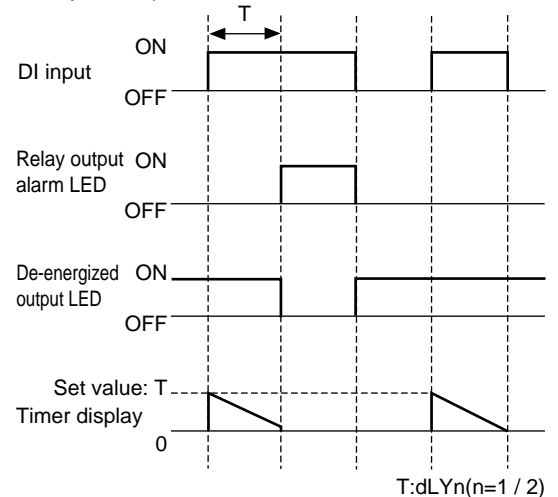 T
ON
DI input
OFF
Relay output ON
alarm LED
OFF
De-energized ON
output LED
OFF
Set value: T
Timer display
0
T:dLYn(n=1 / 2)